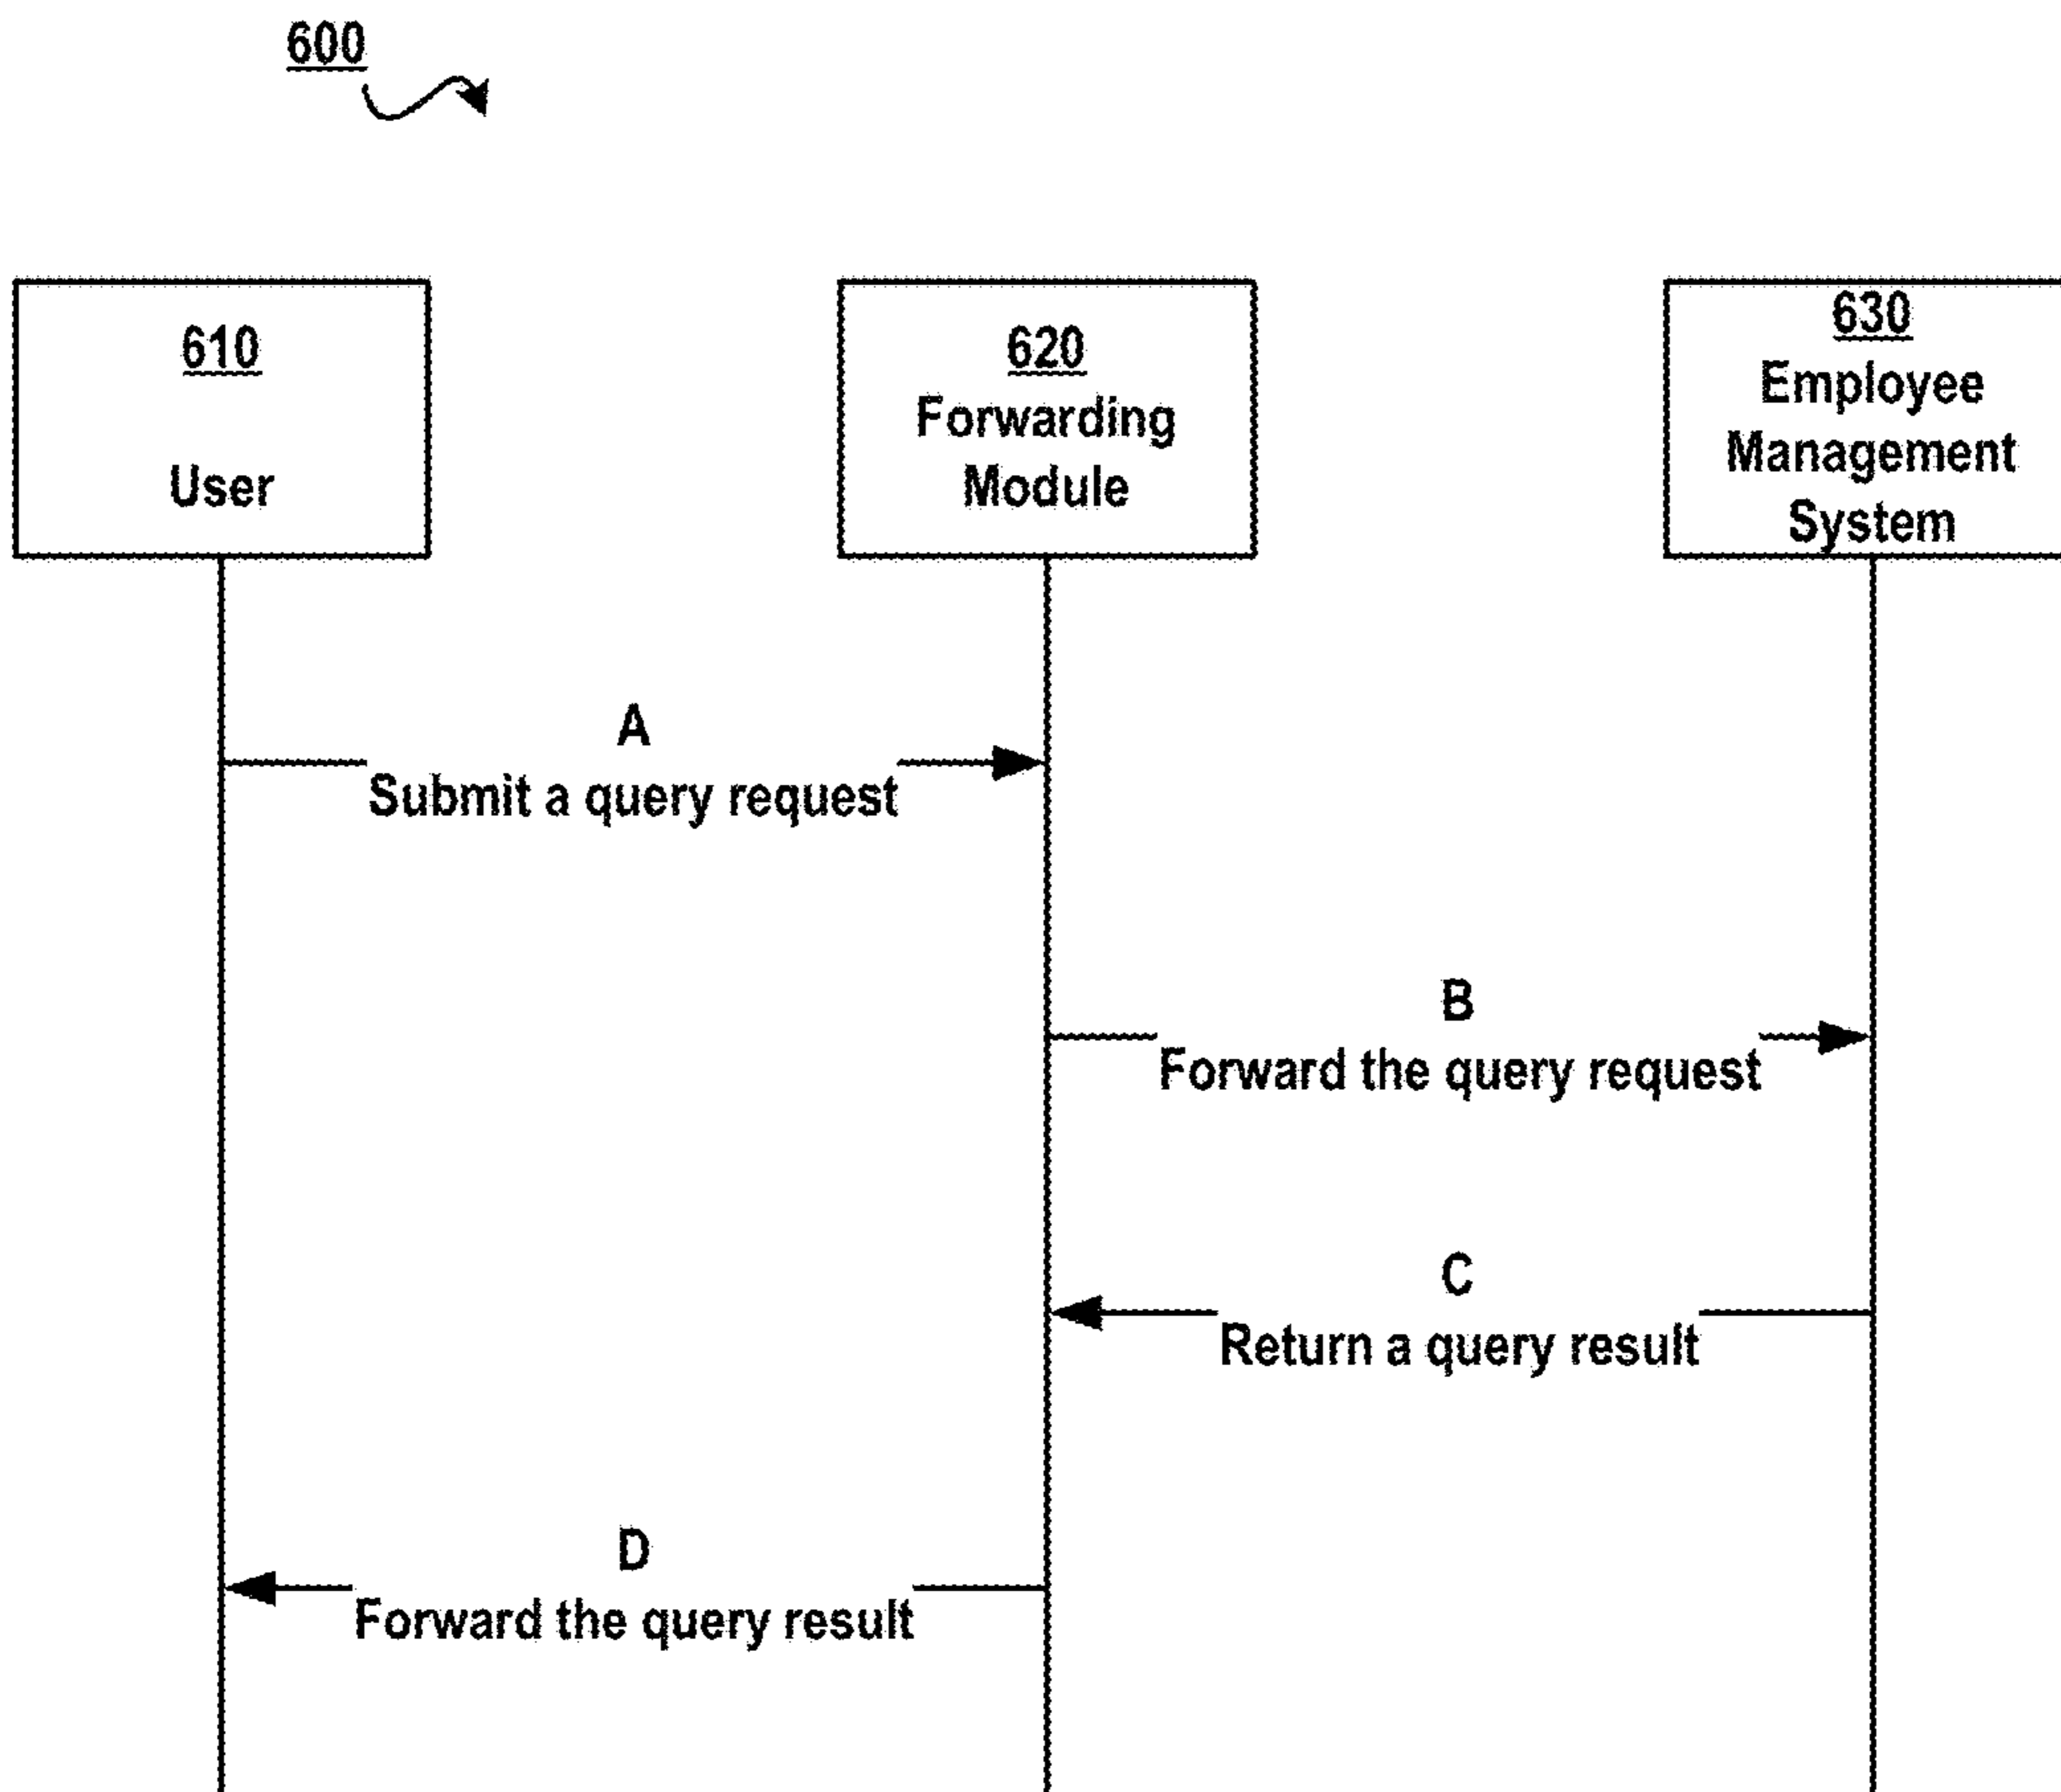 600
610
User
620
Forwarding
Module
630
Employee
Management
System
A
Submit a query request
B
Forward the query request
C
Return a query result
D
Forward the query result